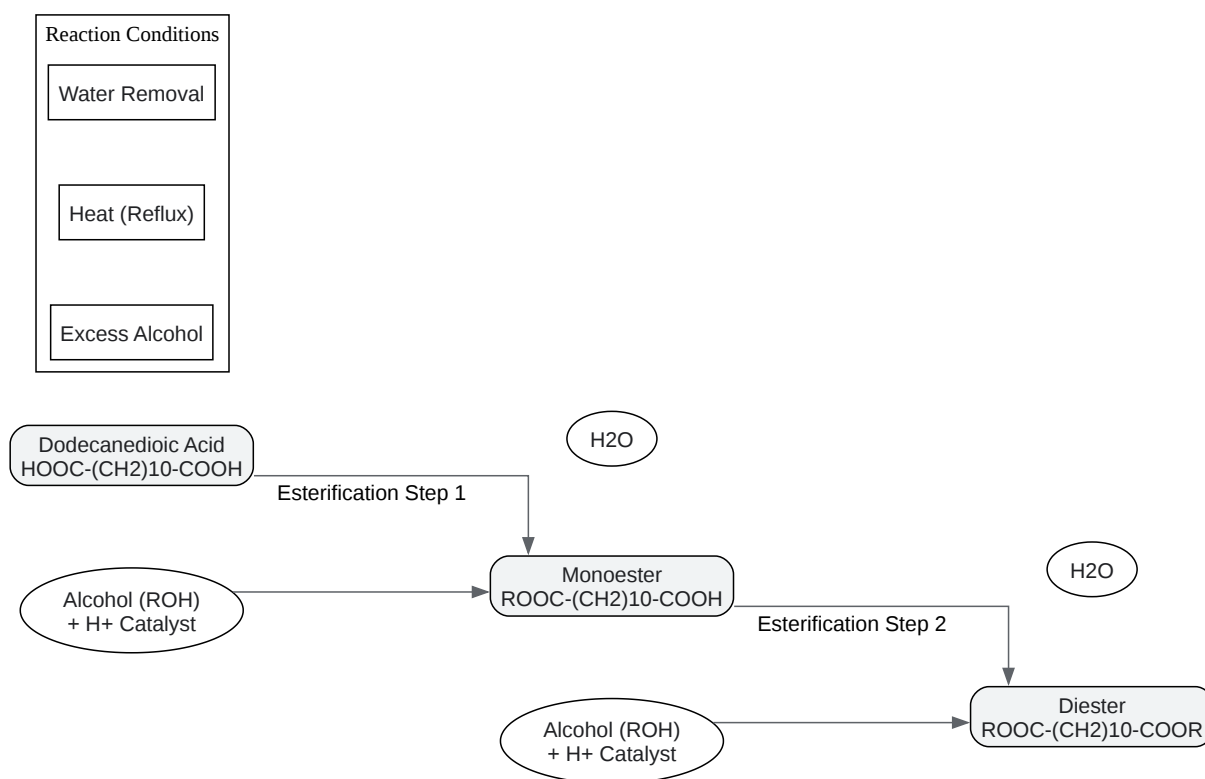 Reaction Conditions
Water Removal
Heat (Reflux)
Excess Alcohol
H2O
Dodecanedioic Acid
HOOC-(CH2)10-COOH
Esterification Step 1
H2O
Monoester
ROOC-(CH2)10-COOH
Alcohol (ROH)
+ H+ Catalyst
Esterification Step 2
Diester
ROOC-(CH2)10-COOR
Alcohol (ROH)
+ H+ Catalyst